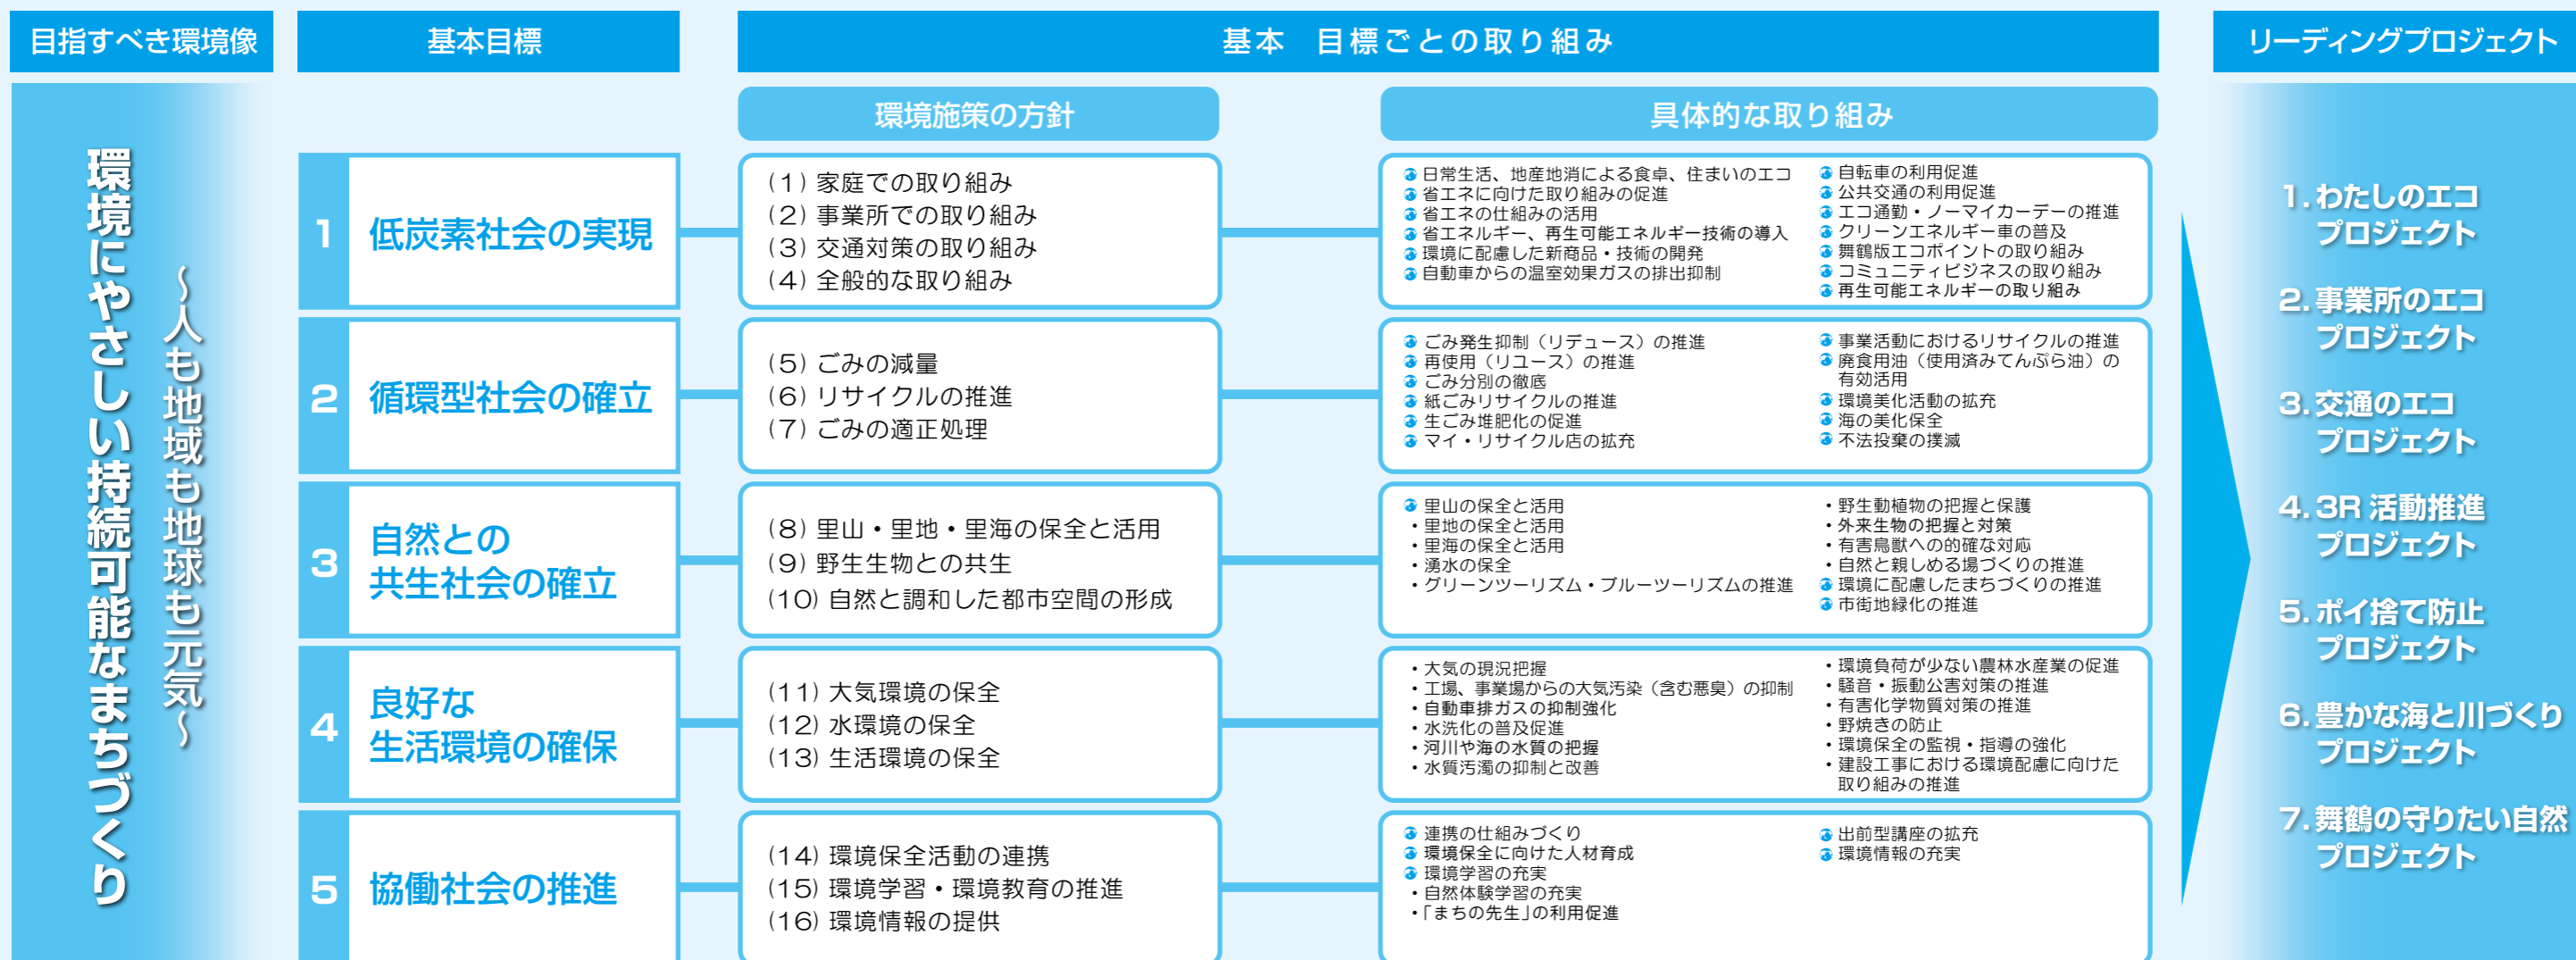 目指すべき環境像
基本目標
基本　目標ごとの取り組み
リーディングプロジェクト
環境施策の方針
具体的な取り組み
環境にやさしい持続可能なまちづくり
～人も地域も地球も元気～
1 低炭素社会の実現
(1) 家庭での取り組み
(2) 事業所での取り組み
(3) 交通対策の取り組み
(4) 全般的な取り組み
日常生活、地産地消による食卓、住まいのエコ
省エネに向けた取り組みの促進
省エネの仕組みの活用
省エネルギー、再生可能エネルギー技術の導入
環境に配慮した新商品・技術の開発
自動車からの温室効果ガスの排出抑制
自転車の利用促進
公共交通の利用促進
エコ通勤・ノーマイカーデーの推進
クリーンエネルギー車の普及
舞鶴版エコポイントの取り組み
コミュニティビジネスの取り組み
再生可能エネルギーの取り組み
2 循環型社会の確立
(5) ごみの減量
(6) リサイクルの推進
(7) ごみの適正処理
ごみ発生抑制（リデュース）の推進
再使用（リユース）の推進
ごみ分別の徹底
紙ごみリサイクルの推進
生ごみ堆肥化の促進
マイ・リサイクル店の拡充
事業活動におけるリサイクルの推進
廃食用油（使用済みてんぷら油）の
有効活用
環境美化活動の拡充
海の美化保全
不法投棄の撲滅
3 自然との
共生社会の確立
(8) 里山・里地・里海の保全と活用
(9) 野生生物との共生
(10) 自然と調和した都市空間の形成
里山の保全と活用
・里地の保全と活用
・里海の保全と活用
・湧水の保全
・グリーンツーリズム・ブルーツーリズムの推進
・野生動植物の把握と保護
・外来生物の把握と対策
・有害鳥獣への的確な対応
・自然と親しめる場づくりの推進
環境に配慮したまちづくりの推進
市街地緑化の推進
4 良好な
生活環境の確保
(11) 大気環境の保全
(12) 水環境の保全
(13) 生活環境の保全
・大気の現況把握
・工場、事業場からの大気汚染（含む悪臭）の抑制
・自動車排ガスの抑制強化
・水洗化の普及促進
・河川や海の水質の把握
・水質汚濁の抑制と改善
・環境負荷が少ない農林水産業の促進
・騒音・振動公害対策の推進
・有害化学物質対策の推進
・野焼きの防止
・環境保全の監視・指導の強化
・建設工事における環境配慮に向けた
取り組みの推進
5 協働社会の推進
(14) 環境保全活動の連携
(15) 環境学習・環境教育の推進
(16) 環境情報の提供
連携の仕組みづくり
環境保全に向けた人材育成
環境学習の充実
・自然体験学習の充実
・「まちの先生」の利用促進
出前型講座の拡充
環境情報の充実
1. わたしのエコ
プロジェクト
2. 事業所のエコ
プロジェクト
3. 交通のエコ
プロジェクト
4. 3R 活動推進
プロジェクト
5. ポイ捨て防止
プロジェクト
6. 豊かな海と川づくり
プロジェクト
7. 舞鶴の守りたい自然
プロジェクト